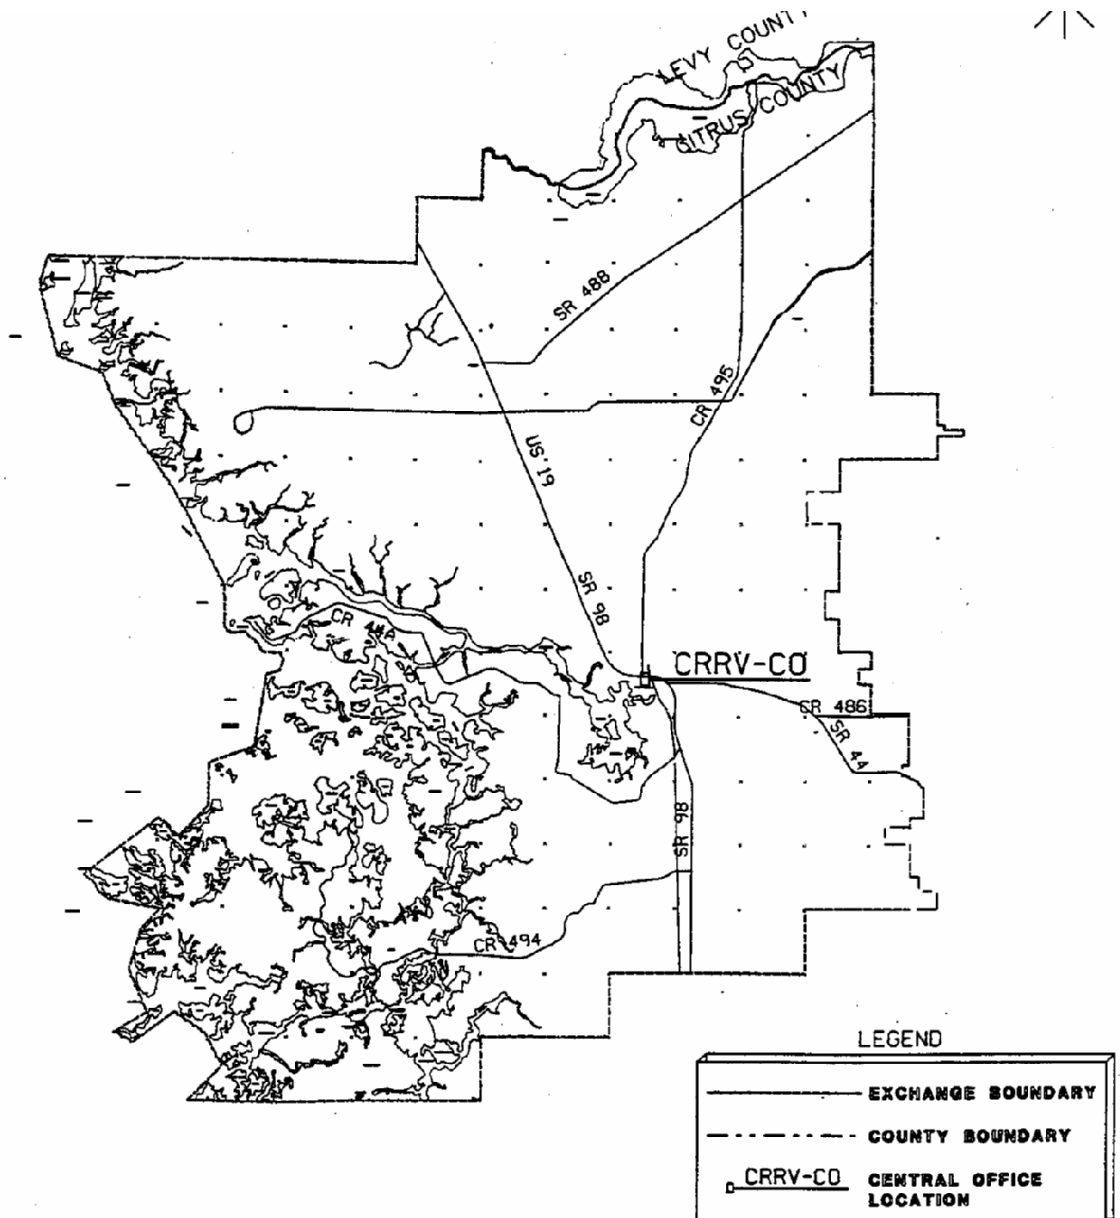 LEVY COUNTY
CITRUS COUNTY
SR 488
CR 495
US 19
SR 98
CR 44A
CRRV-CO
CR 486
SR 44
SR 98
CR 494
LEGEND
EXCHANGE BOUNDARY
COUNTY BOUNDARY
CRRV-CO CENTRAL OFFICE
LOCATION